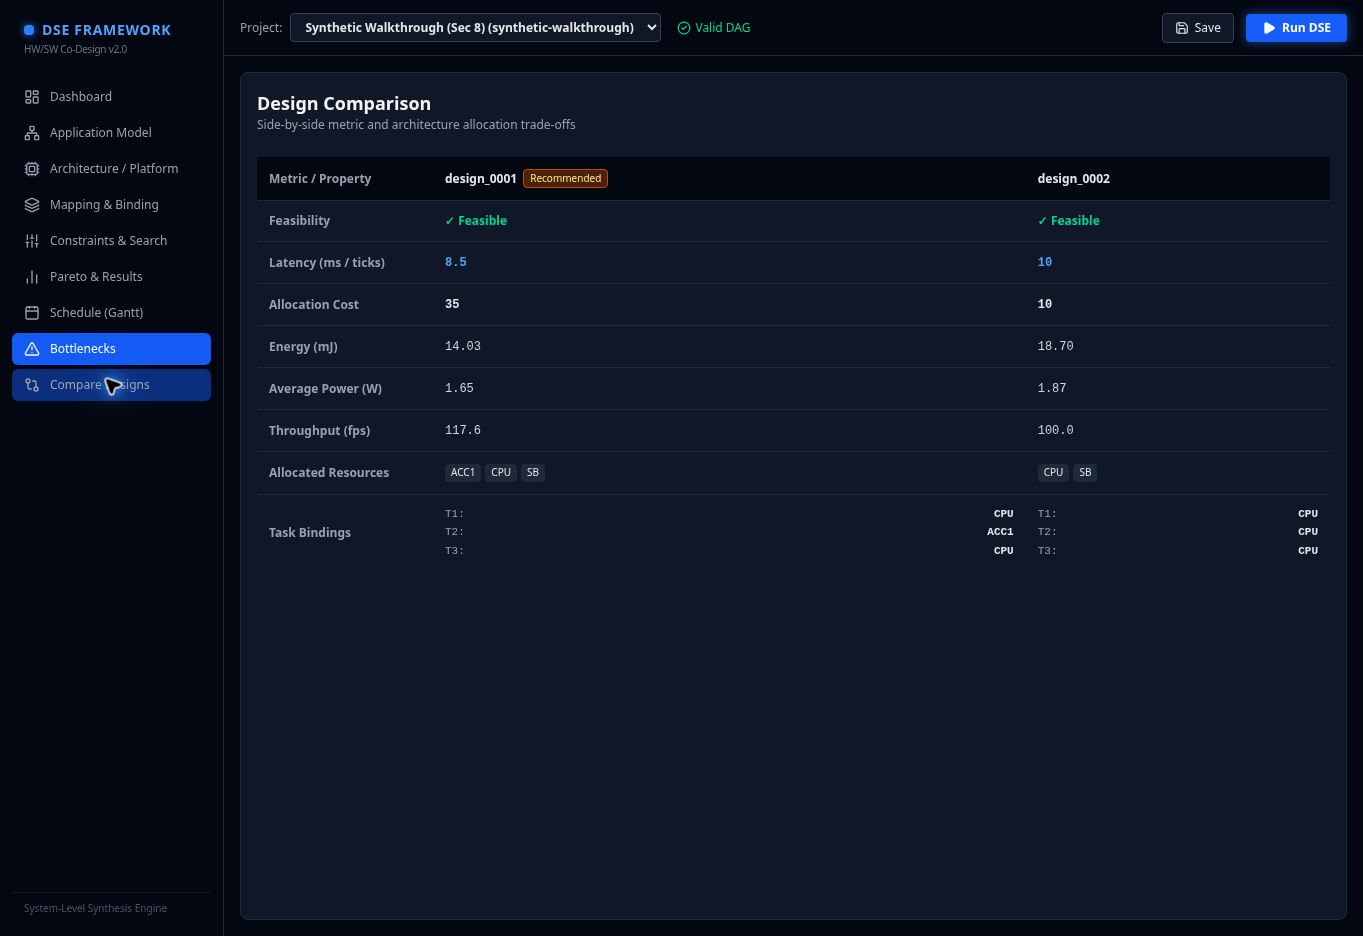 DSE FRAMEWORK
HW/SW Co-Design v2.0
Dashboard
Application Model
Architecture / Platform
Mapping & Binding
Constraints & Search
Pareto & Results
Schedule (Gantt)
Bottlenecks
Compare
System-Level Synthesis Engine
Project: Synthetic Walkthrough (Sec 8) (synthetic-walkthrough) Valid DAG Save Run DSE
Design Comparison
Side-by-side metric and architecture allocation trade-offs
Metric / Property design_0001 Recommended design_0002
Feasibility ✓ Feasible ✓ Feasible
Latency (ms / ticks) 8.5 10
Allocation Cost 35 10
Energy (mJ) 14.03 18.70
Average Power (W) 1.65 1.87
Throughput (fps) 117.6 100.0
Allocated Resources ACC1 CPU SB CPU SB
Task Bindings
T1: CPU T1: CPU
T2: ACC1 T2: CPU
T3: CPU T3: CPU